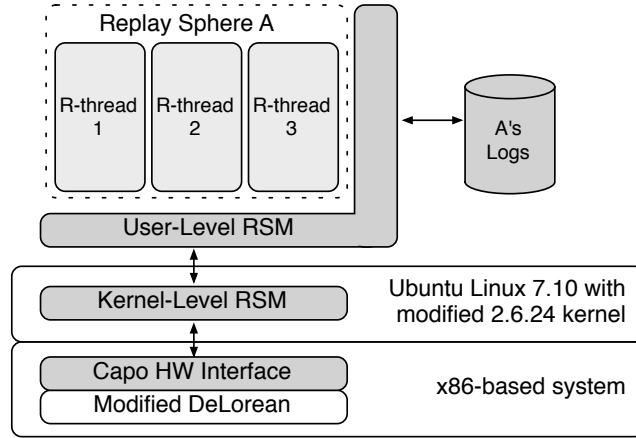 Replay Sphere A
R-thread
1
R-thread
2
R-thread
3
A's
Logs
User-Level RSM
Kernel-Level RSM
Ubuntu Linux 7.10 with
modified 2.6.24 kernel
Capo HW Interface
Modified DeLorean
x86-based system